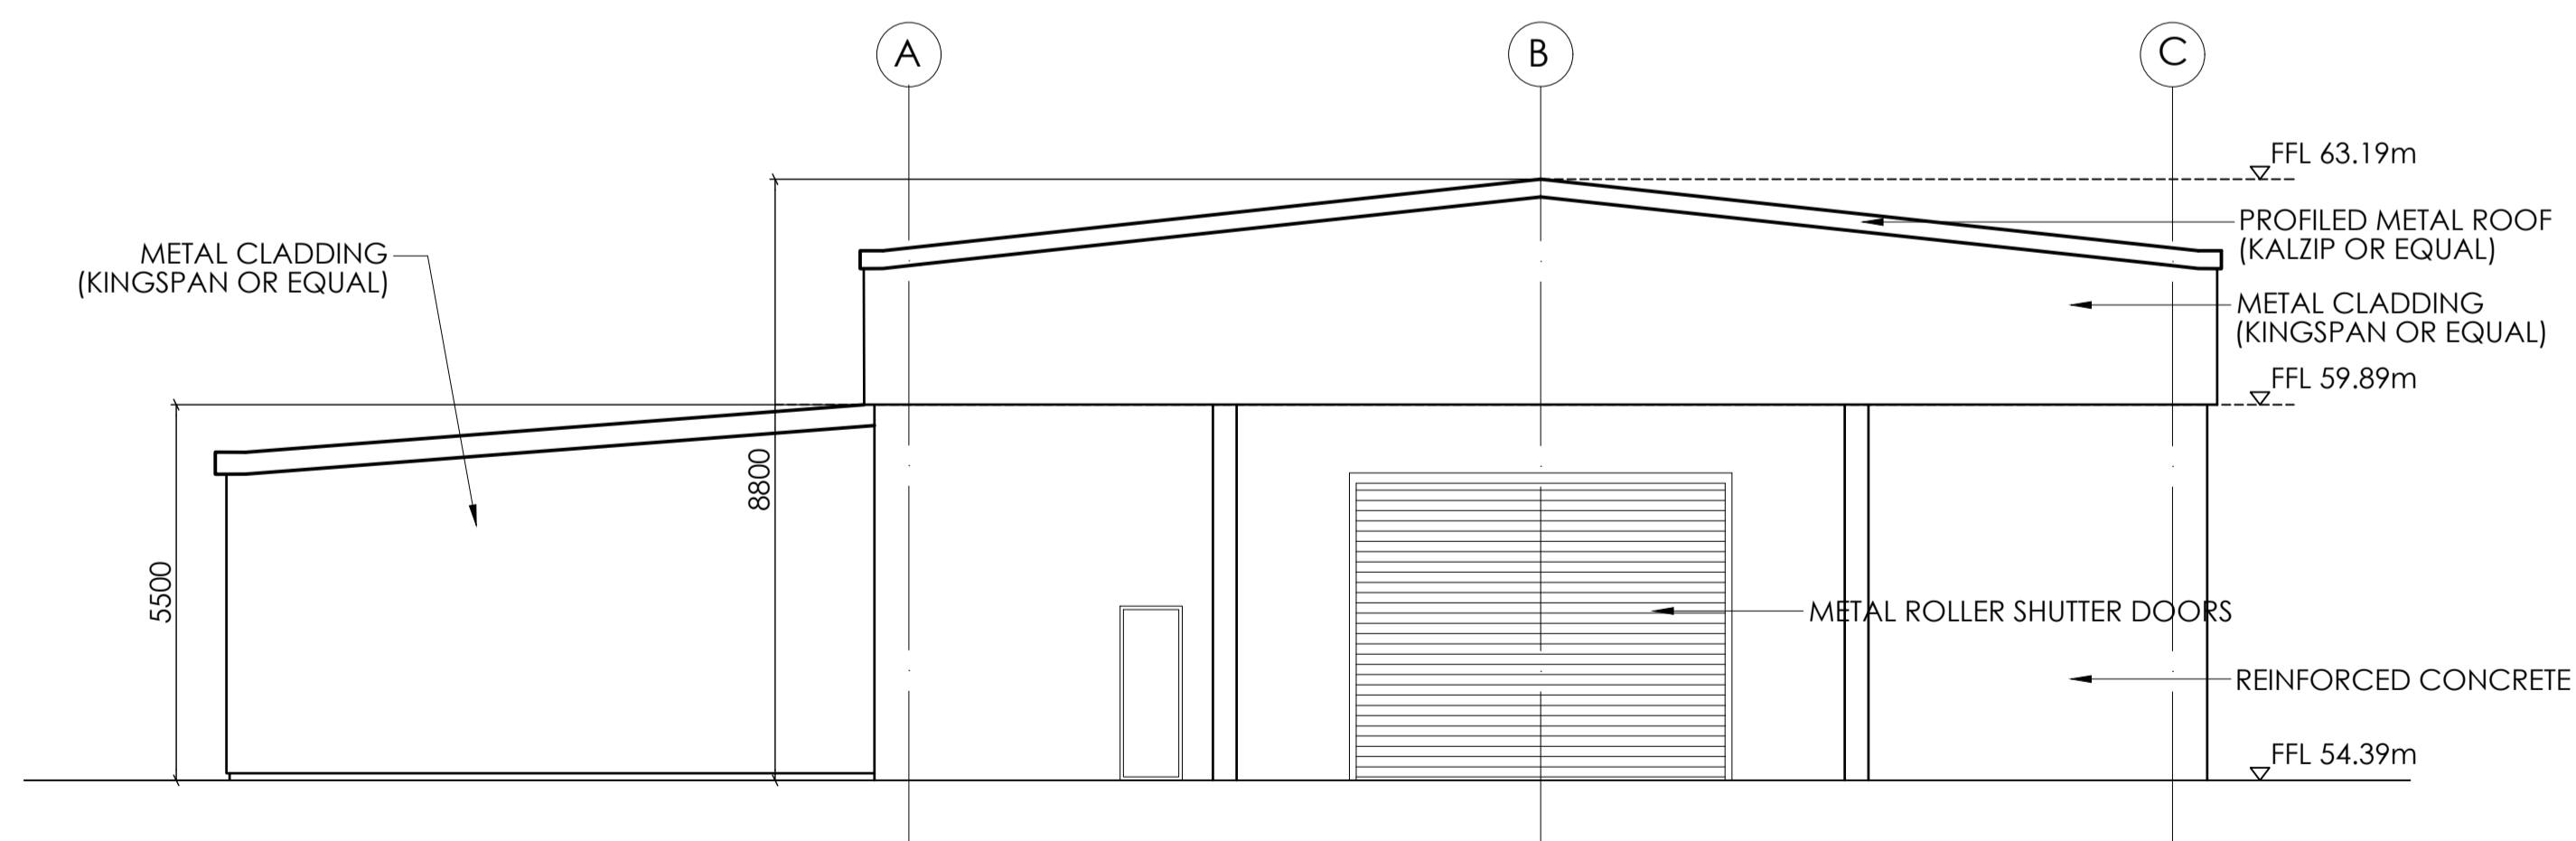 A
B
C
FFL 63.19m
PROFILED METAL ROOF
(KALZIP OR EQUAL)
METAL CLADDING
(KINGSPAN OR EQUAL)
METAL CLADDING
(KINGSPAN OR EQUAL)
FFL 59.89m
8800
5500
METAL ROLLER SHUTTER DOORS
REINFORCED CONCRETE
FFL 54.39m